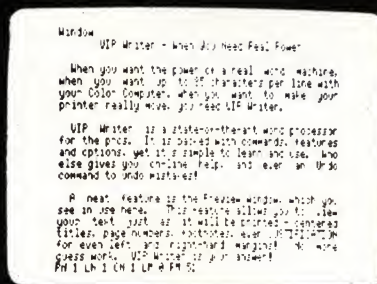 Window
VIP Writer - When You Need Real Power
When you want the power of a real word machine,
when you want up to 85 characters per line with
your Color Computer, when you want to make your
printer really move, you need VIP Writer.
VIP Writer is a state-of-the-art word processor
for the pros. It is packed with commands, features
and options, yet it's simple to learn and use. Who
else gives you on-line help, and even an Undo
command to undo mistakes!
A neat feature is the Preview window, which you
see in use here. This feature allows you to view
your text just as it will be printed - centered
titles, page numbers, footnotes, even JUSTIFICATION
for even left and right-hand margins! No more
guess work. VIP Writer is your answer!